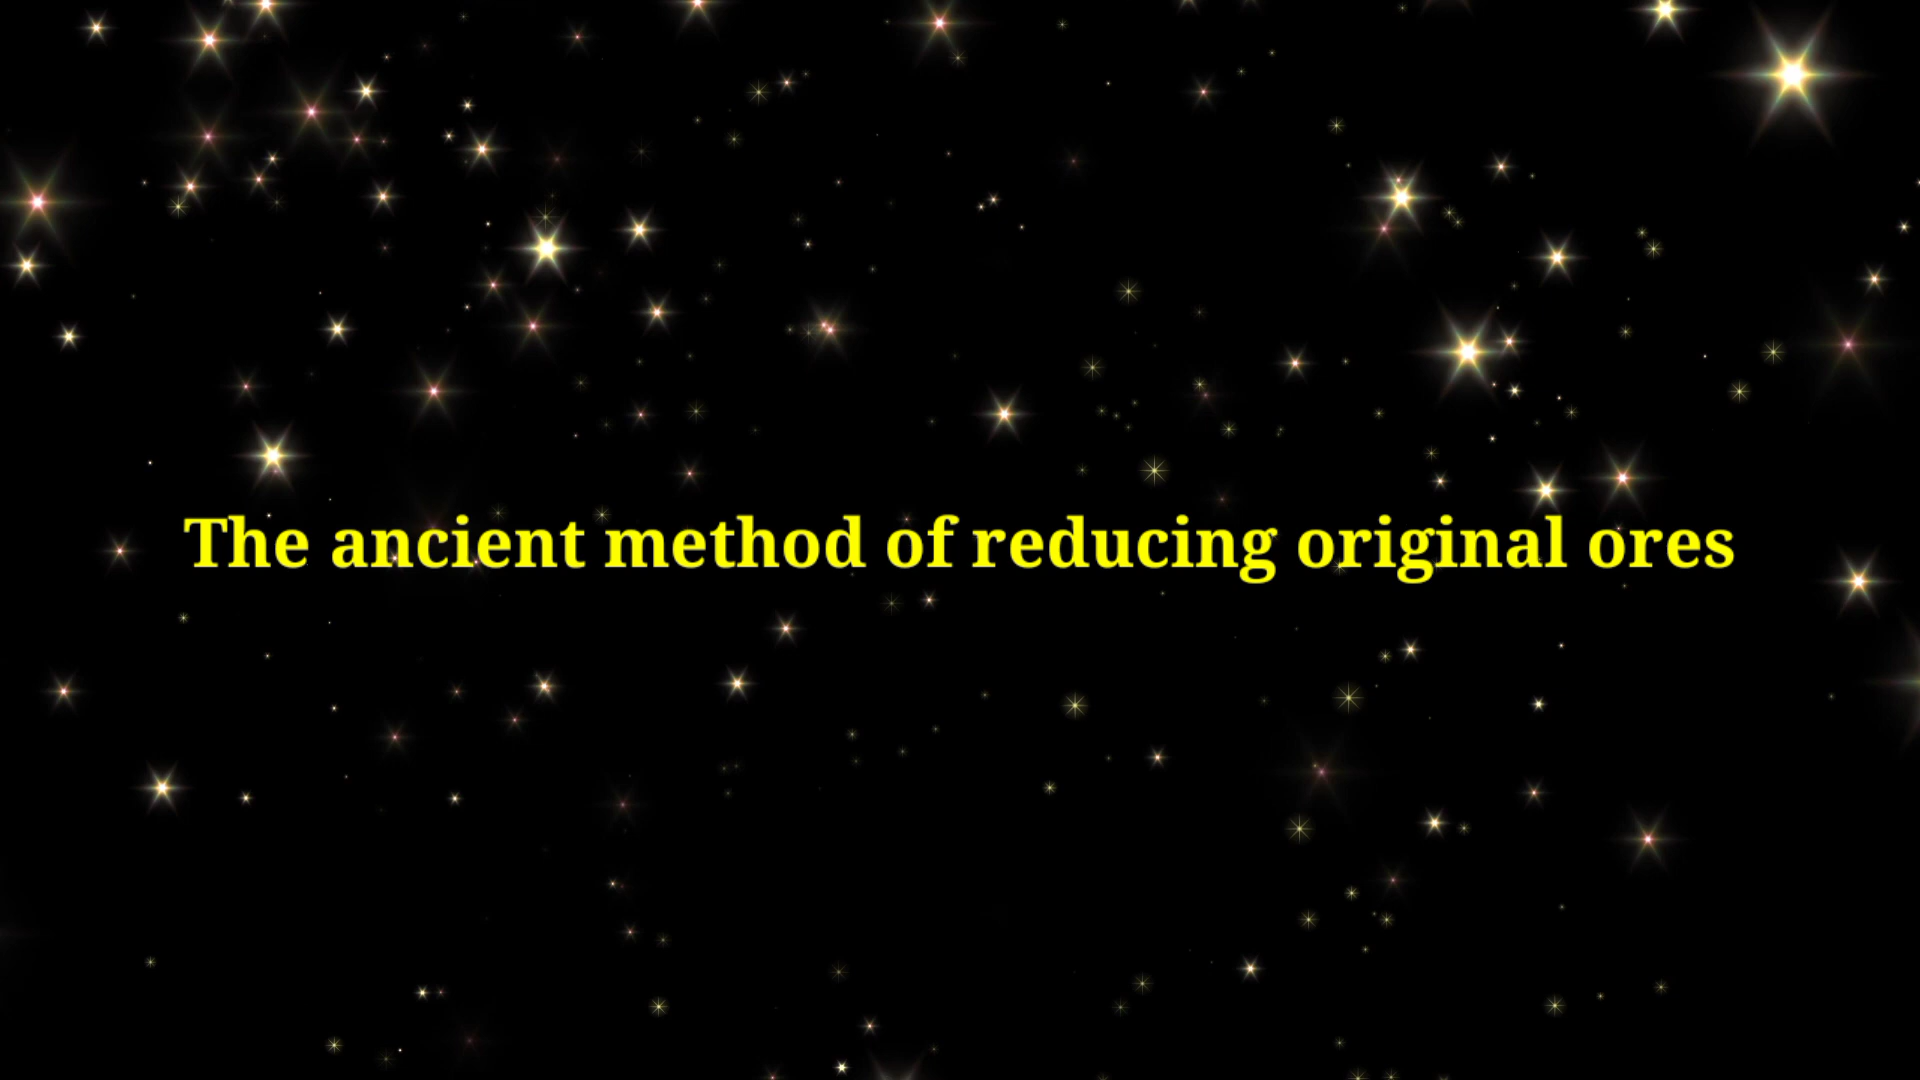 The ancient method of reducing original ores